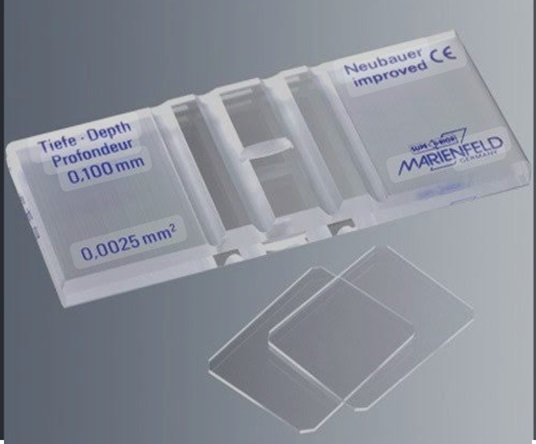 Tiefe · Depth
Profondeur
0,100 mm
0,0025 mm²
Neubauer
improved CE
MARIENFELD
GERMANY